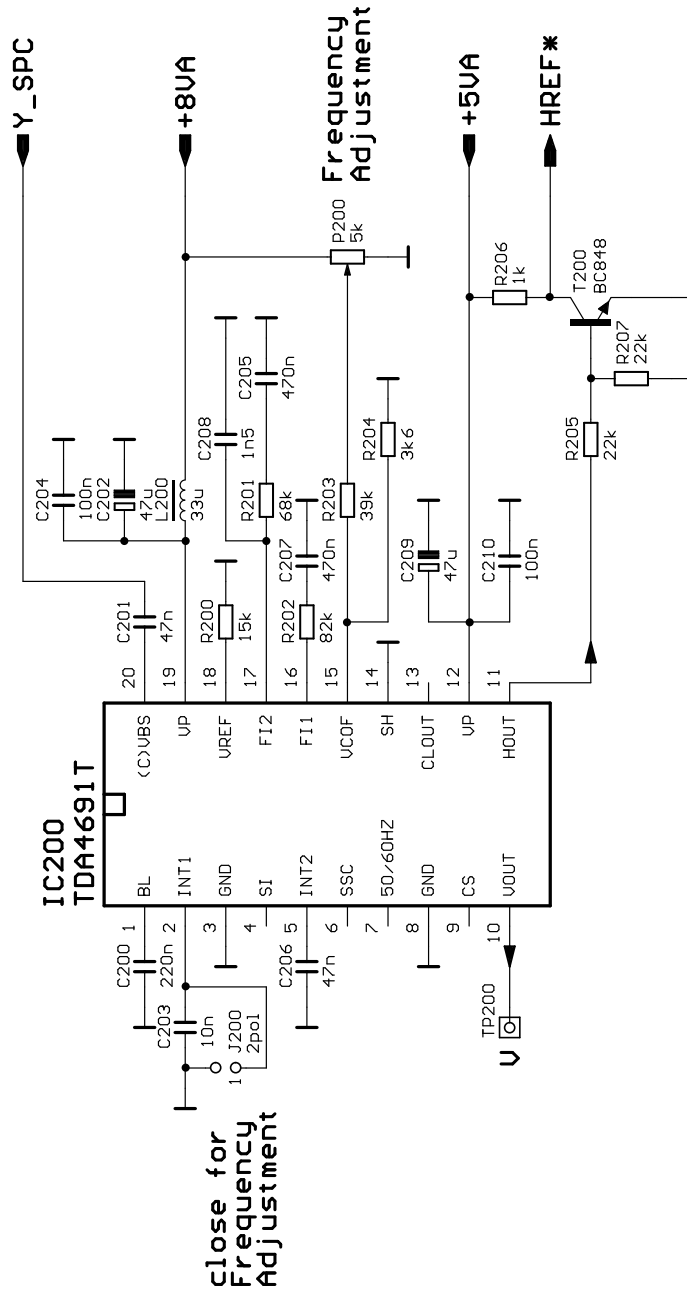 Y_SPC
+8VA
Frequency
Adjustment
+5VA
HREF*
P200
5k
R206
1k
T200
BC848
R207
22k
R205
22k
C204
100n
C202
47u
L200
33u
C208
1n5
C205
470n
R201
68k
R204
3k6
R203
39k
C207
470n
C209
47u
C210
100n
C201
47n
R200
15k
R202
82k
IC200
TDA4691T
20
19
18
17
16
15
14
13
12
11
(C)VBS
VP
VREF
FI2
FI1
VCOF
SH
CLOUT
VP
HOUT
BL
INT1
GND
SI
INT2
SSC
50/60HZ
GND
CS
VOUT
1
2
3
4
5
6
7
8
9
10
C200
220n
C203
10n
J200
2pol
1
C206
47n
TP200
V
close for
Frequency
Adjustment